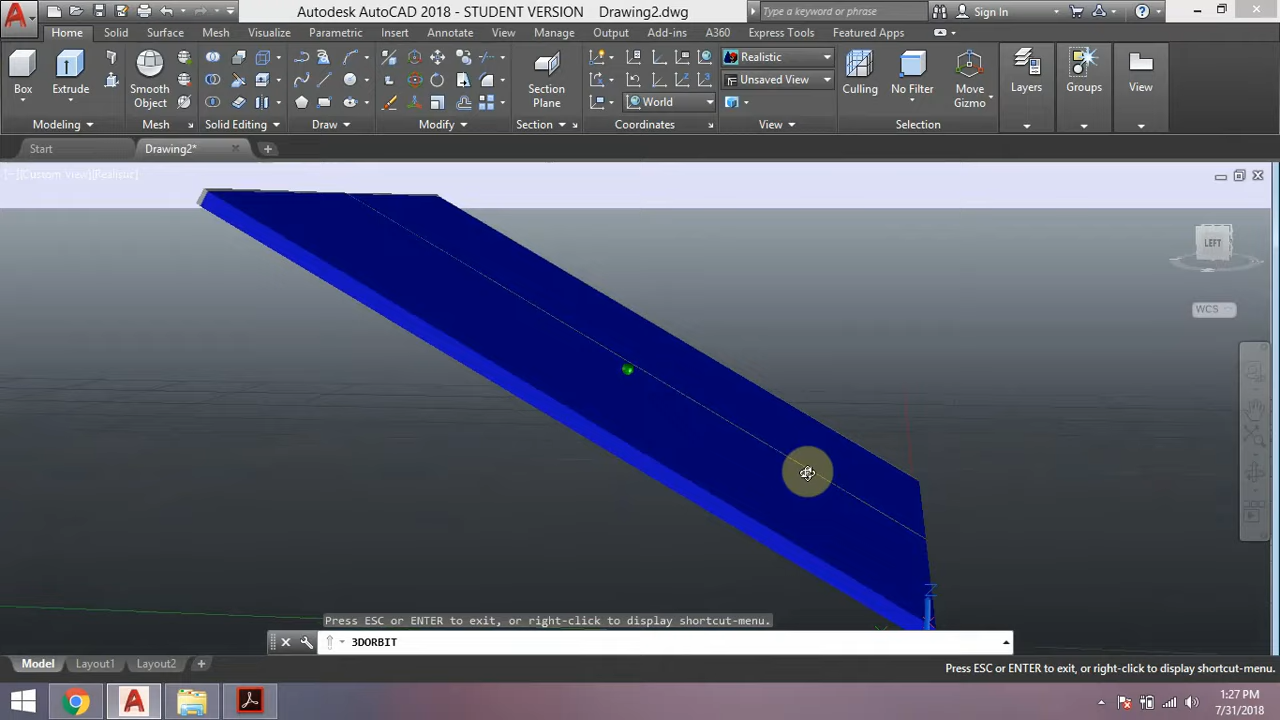 Autodesk AutoCAD 2018 - STUDENT VERSION Drawing2.dwg
Type a keyword or phrase
Sign In
Home Solid Surface Mesh Visualize Parametric Insert Annotate View Manage Output Add-ins A360 Express Tools Featured Apps
Box
Extrude
Smooth Object
Section Plane
Realistic
Unsaved View
World
Culling
No Filter
Move Gizmo
Layers
Groups
View
Modeling
Mesh
Solid Editing
Draw
Modify
Section
Coordinates
View
Selection
Start
Drawing2*
[−][Custom View][Realistic]
LEFT
WCS
Z
Press ESC or ENTER to exit, or right-click to display shortcut-menu.
3DORBIT
Model Layout1 Layout2
Press ESC or ENTER to exit, or right-click to display shortcut-menu.
1:27 PM
7/31/2018